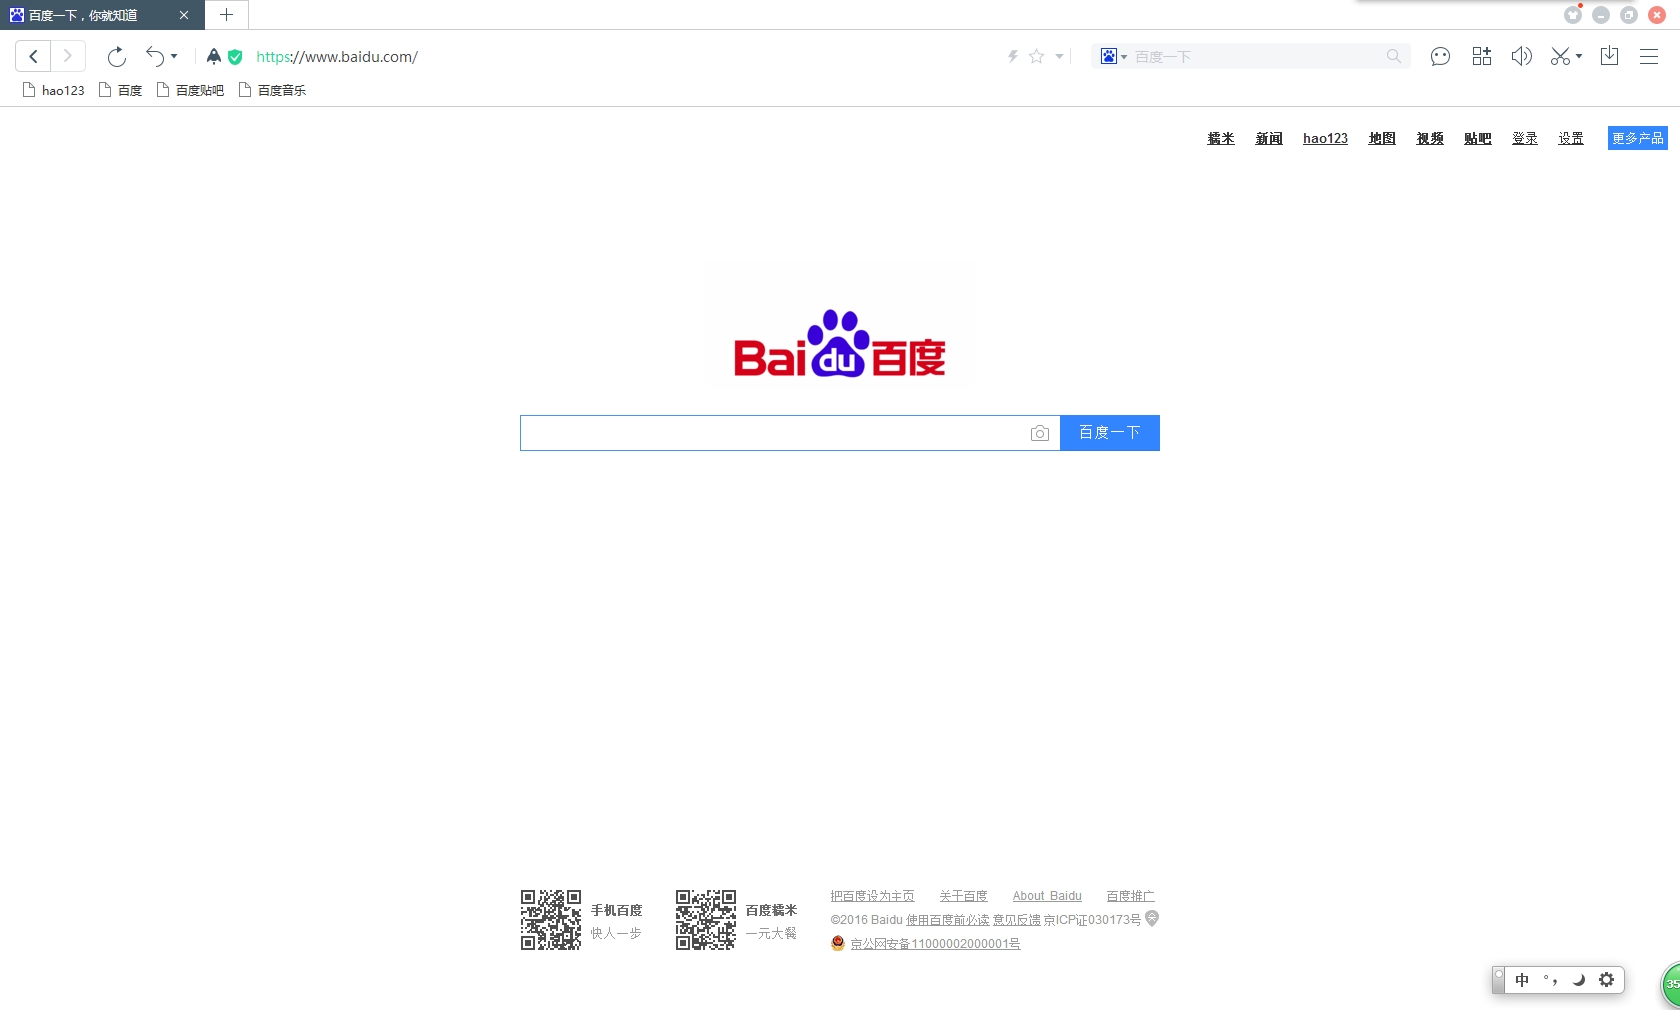 百度一下，你就知道
https://www.baidu.com/
百度一下
hao123 百度 百度贴吧 百度音乐
糯米 新闻 hao123 地图 视频 贴吧 登录 设置 更多产品
Bai du 百度
百度一下
手机百度
快人一步
百度糯米
一元大餐
把百度设为主页 关于百度 About Baidu 百度推广
©2016 Baidu 使用百度前必读 意见反馈 京ICP证030173号
京公网安备11000002000001号
中 °，
35